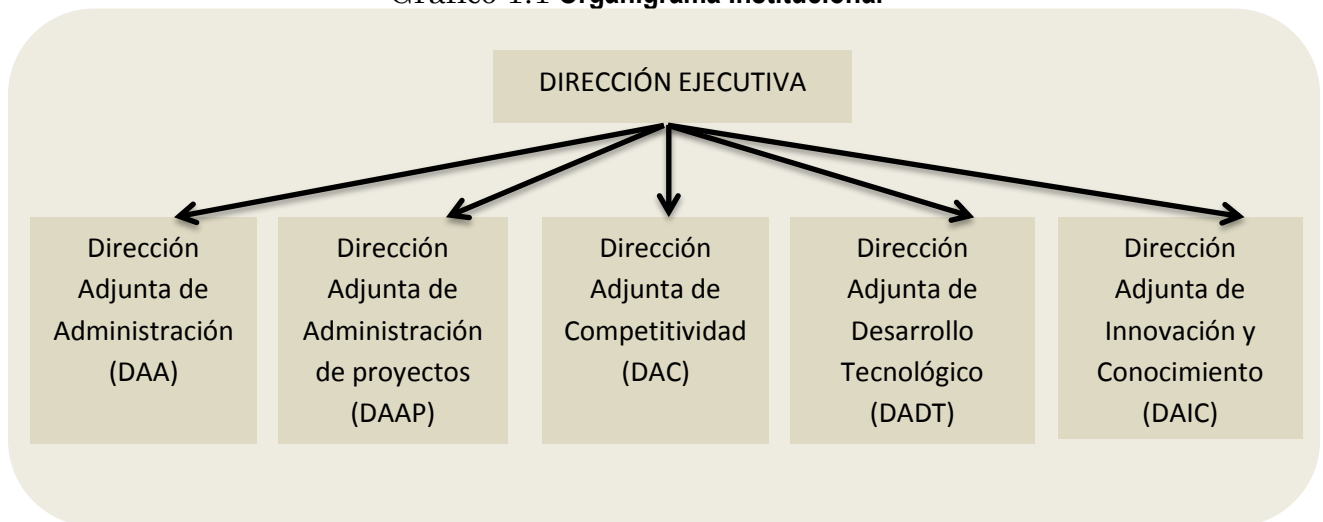 Gráfico 1.1 Organigrama Institucional
DIRECCIÓN EJECUTIVA
Dirección
Adjunta de
Administración
(DAA)
Dirección
Adjunta de
Administración
de proyectos
(DAAP)
Dirección
Adjunta de
Competitividad
(DAC)
Dirección
Adjunta de
Desarrollo
Tecnológico
(DADT)
Dirección
Adjunta de
Innovación y
Conocimiento
(DAIC)